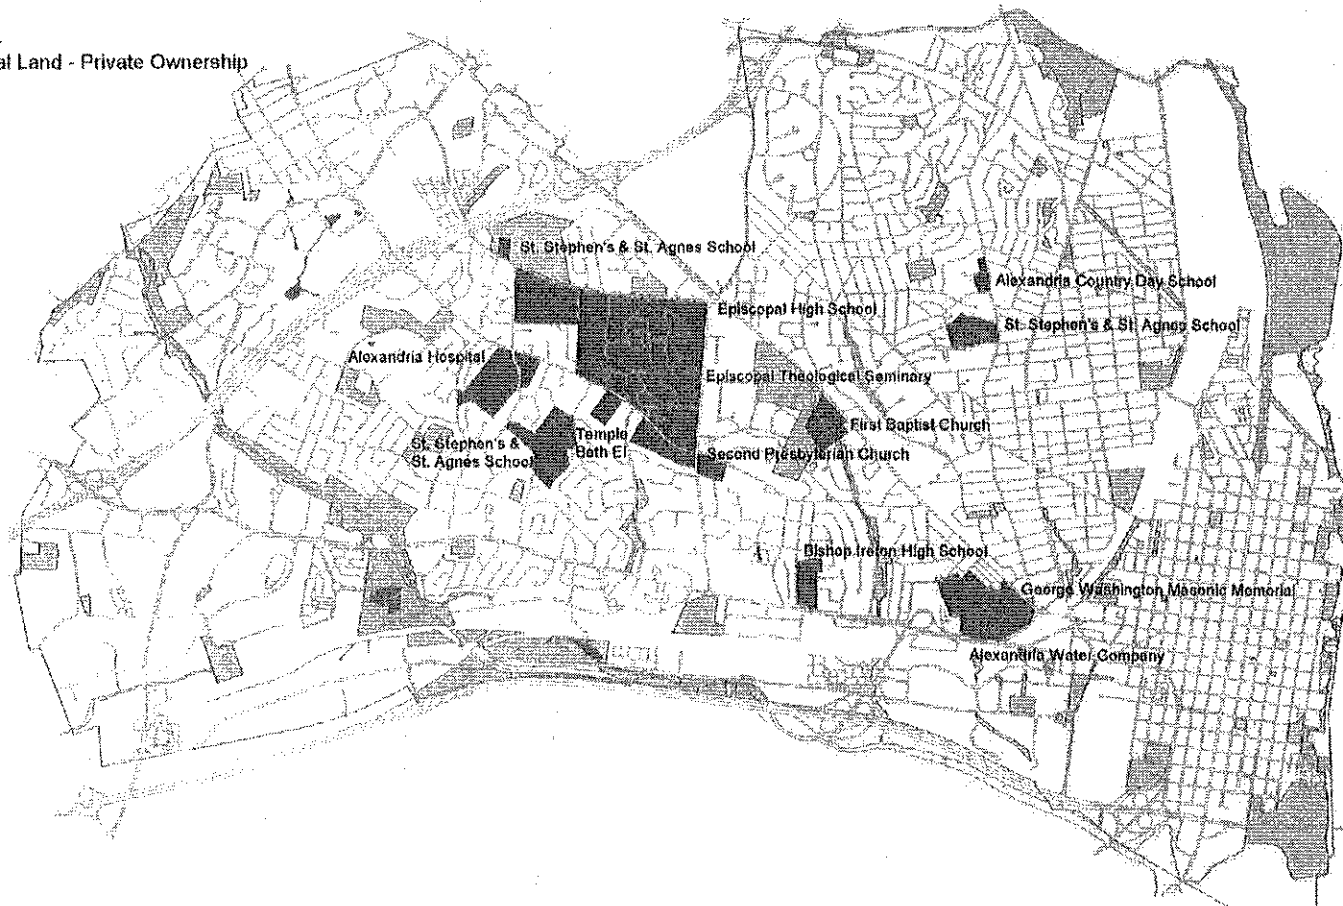 al Land - Private Ownership
St. Stephen's & St. Agnes School
Alexandria Country Day School
Episcopal High School
St. Stephen's & St. Agnes School
Alexandria Hospital
Episcopal Theological Seminary
First Baptist Church
St. Stephen's &
St. Agnes School
Temple
Beth El
Second Presbyterian Church
Bishop Ireton High School
George Washington Masonic Memorial
Alexandria Water Company